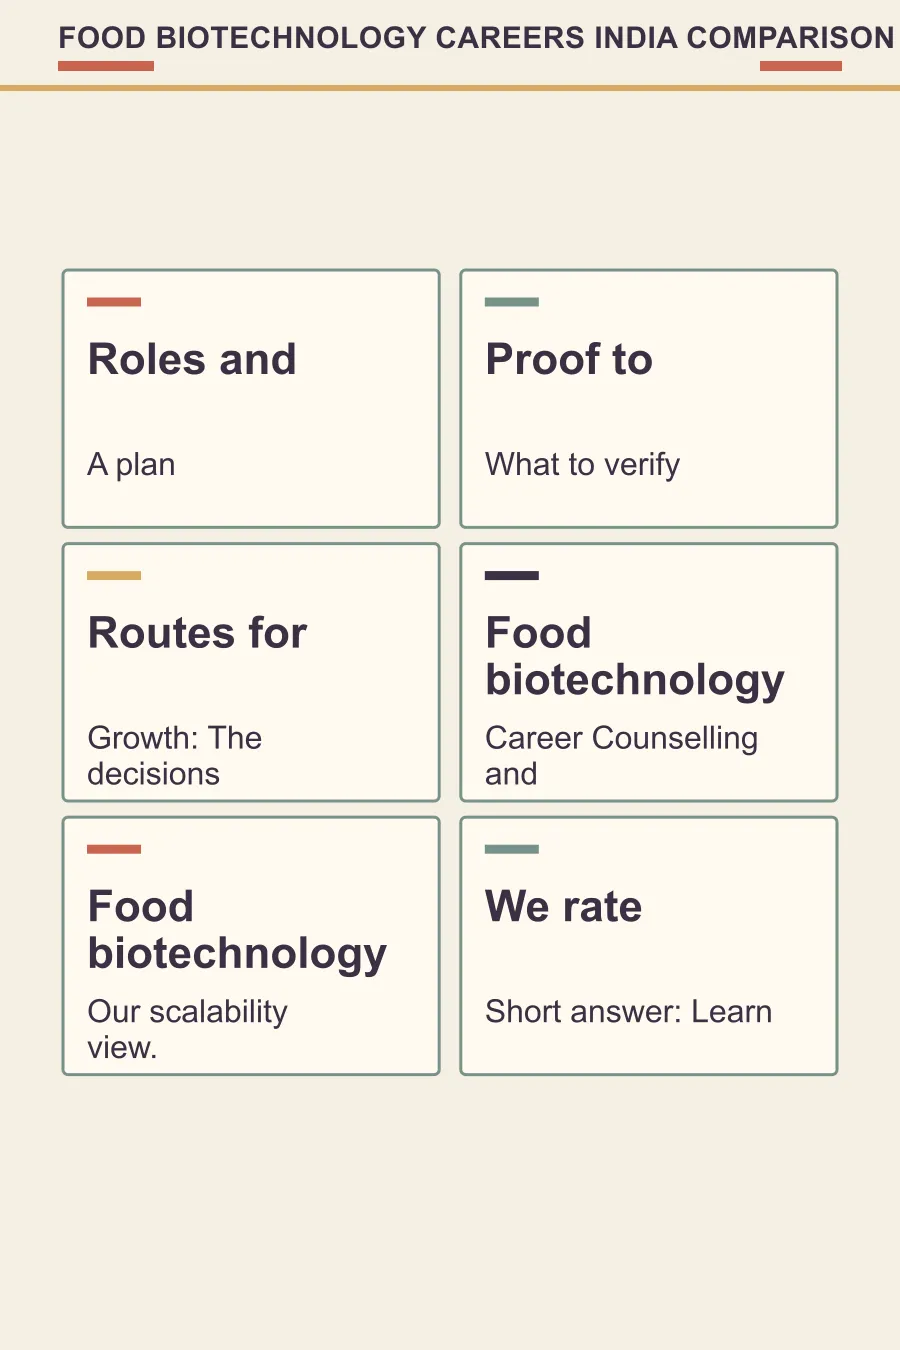 FOOD BIOTECHNOLOGY CAREERS INDIA COMPARISON
Roles and
A plan
Proof to
What to verify
Routes for
Growth: The
decisions
Food
biotechnology
Career Counselling
and
Food
biotechnology
Our scalability
view.
We rate
Short answer: Learn